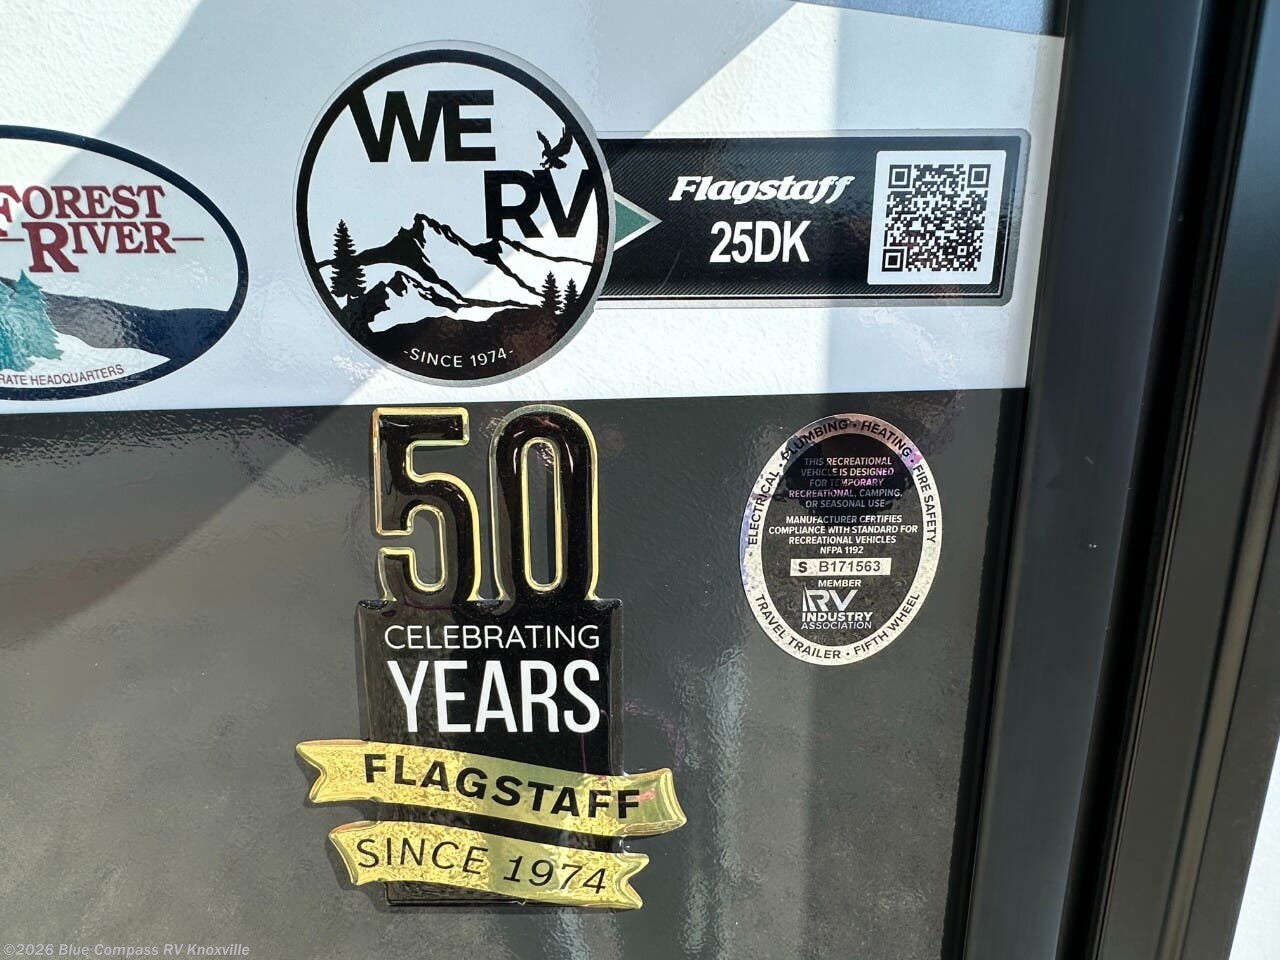 FOREST
RIVER
RATE HEADQUARTERS
WE
RV
-SINCE 1974-
Flagstaff
25DK
50
CELEBRATING
YEARS
FLAGSTAFF
SINCE 1974
ELECTRICAL • PLUMBING • HEATING • FIRE SAFETY
THIS RECREATIONAL
VEHICLE IS DESIGNED
FOR TEMPORARY
RECREATIONAL, CAMPING,
OR SEASONAL USE
MANUFACTURER CERTIFIES
COMPLIANCE WITH STANDARD FOR
RECREATIONAL VEHICLES
NFPA 1192
S B171563
MEMBER
RV
INDUSTRY
ASSOCIATION
TRAVEL TRAILER • FIFTH WHEEL
©2026 Blue Compass RV Knoxville